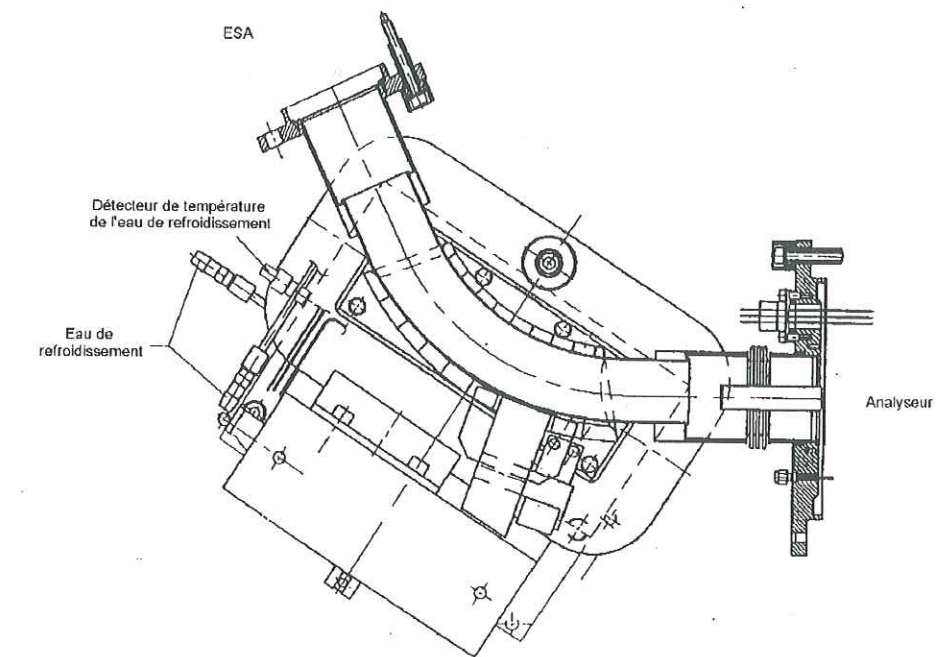 ESA
Détecteur de température
de l'eau de refroidissement
Eau de
refroidissement
Analyseur